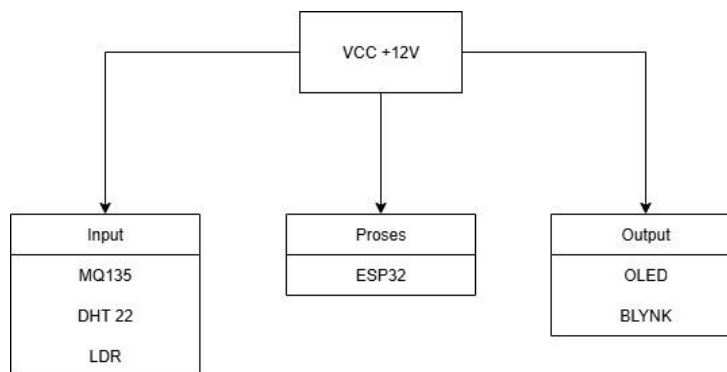 VCC +12V
Input
MQ135
DHT 22
LDR
Proses
ESP32
Output
OLED
BLYNK